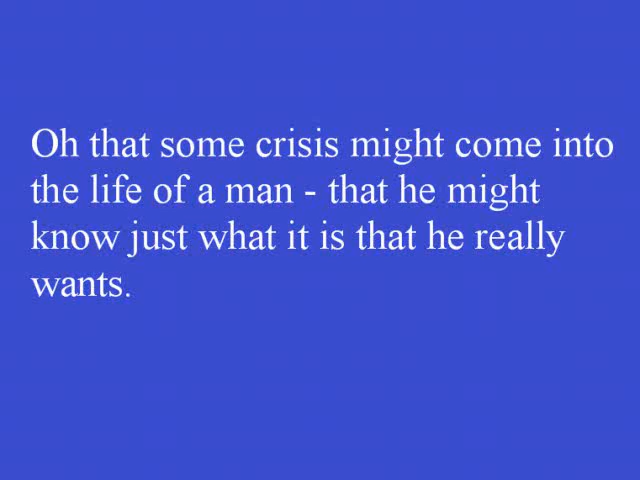 Oh that some crisis might come into
the life of a man - that he might
know just what it is that he really
wants.